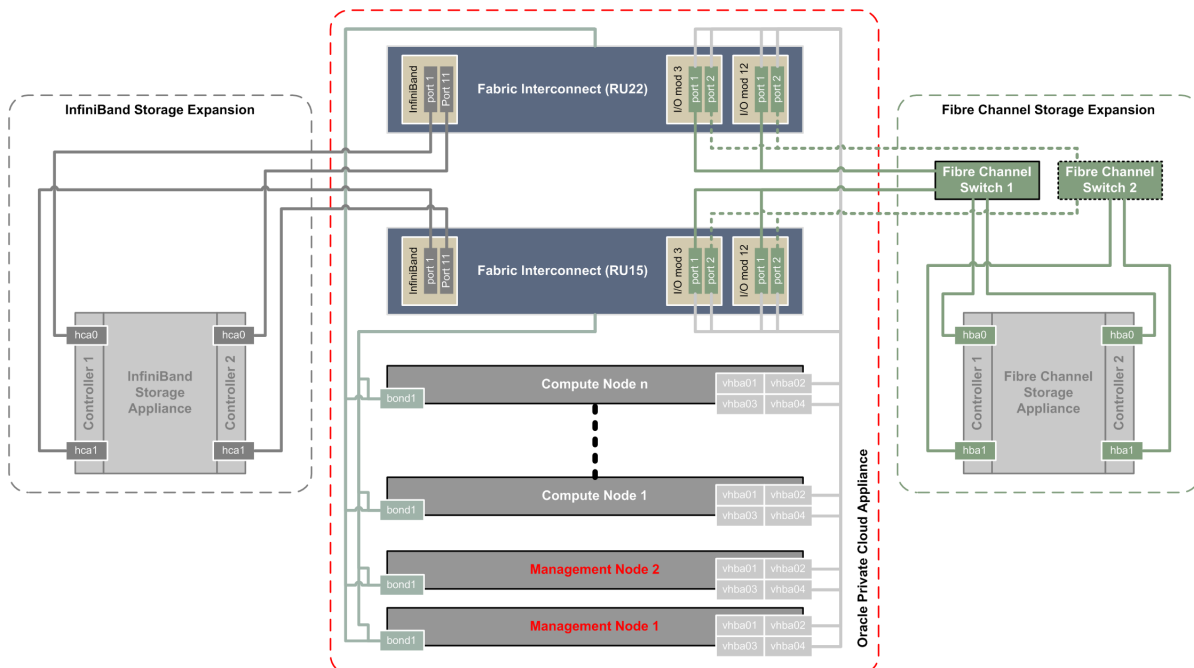 InfiniBand Storage Expansion
hca0
hca0
Controller 1
InfiniBand
Storage
Appliance
Controller 2
hca1
hca1
Fabric Interconnect (RU22)
InfiniBand
port 1
Port 11
I/O mod 3
port 1
port 2
I/O mod 12
port 1
port 2
Fabric Interconnect (RU15)
InfiniBand
port 1
Port 11
I/O mod 3
port 1
port 2
I/O mod 12
port 1
port 2
Compute Node n
bond1
vhba01 vhba02
vhba03 vhba04
Compute Node 1
bond1
vhba01 vhba02
vhba03 vhba04
Management Node 2
bond1
vhba01 vhba02
vhba03 vhba04
Management Node 1
bond1
vhba01 vhba02
vhba03 vhba04
Oracle Private Cloud Appliance
Fibre Channel Storage Expansion
Fibre Channel
Switch 1
Fibre Channel
Switch 2
hba0
hba0
Controller 1
Fibre Channel
Storage
Appliance
Controller 2
hba1
hba1